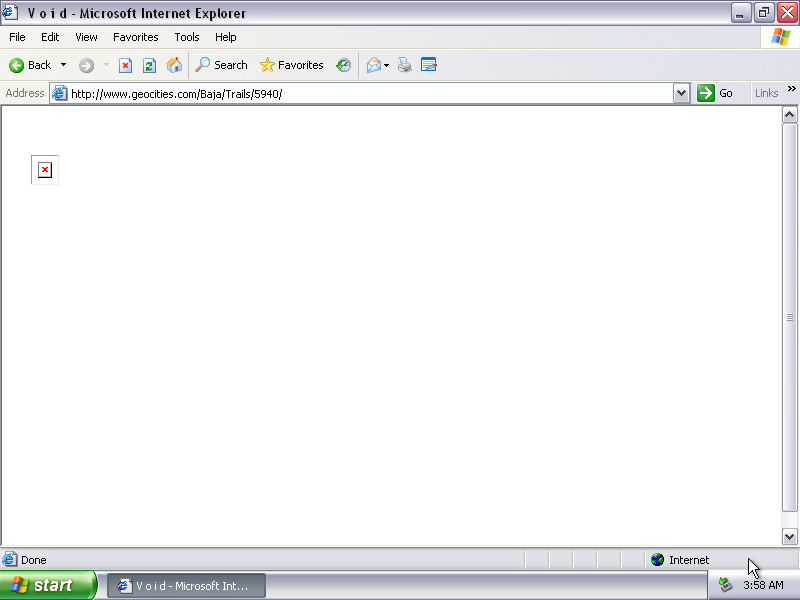 V o i d - Microsoft Internet Explorer
File Edit View Favorites Tools Help
Back Search Favorites
Address http://www.geocities.com/Baja/Trails/5940/ Go Links »
Done Internet
start V o i d - Microsoft Int... 3:58 AM